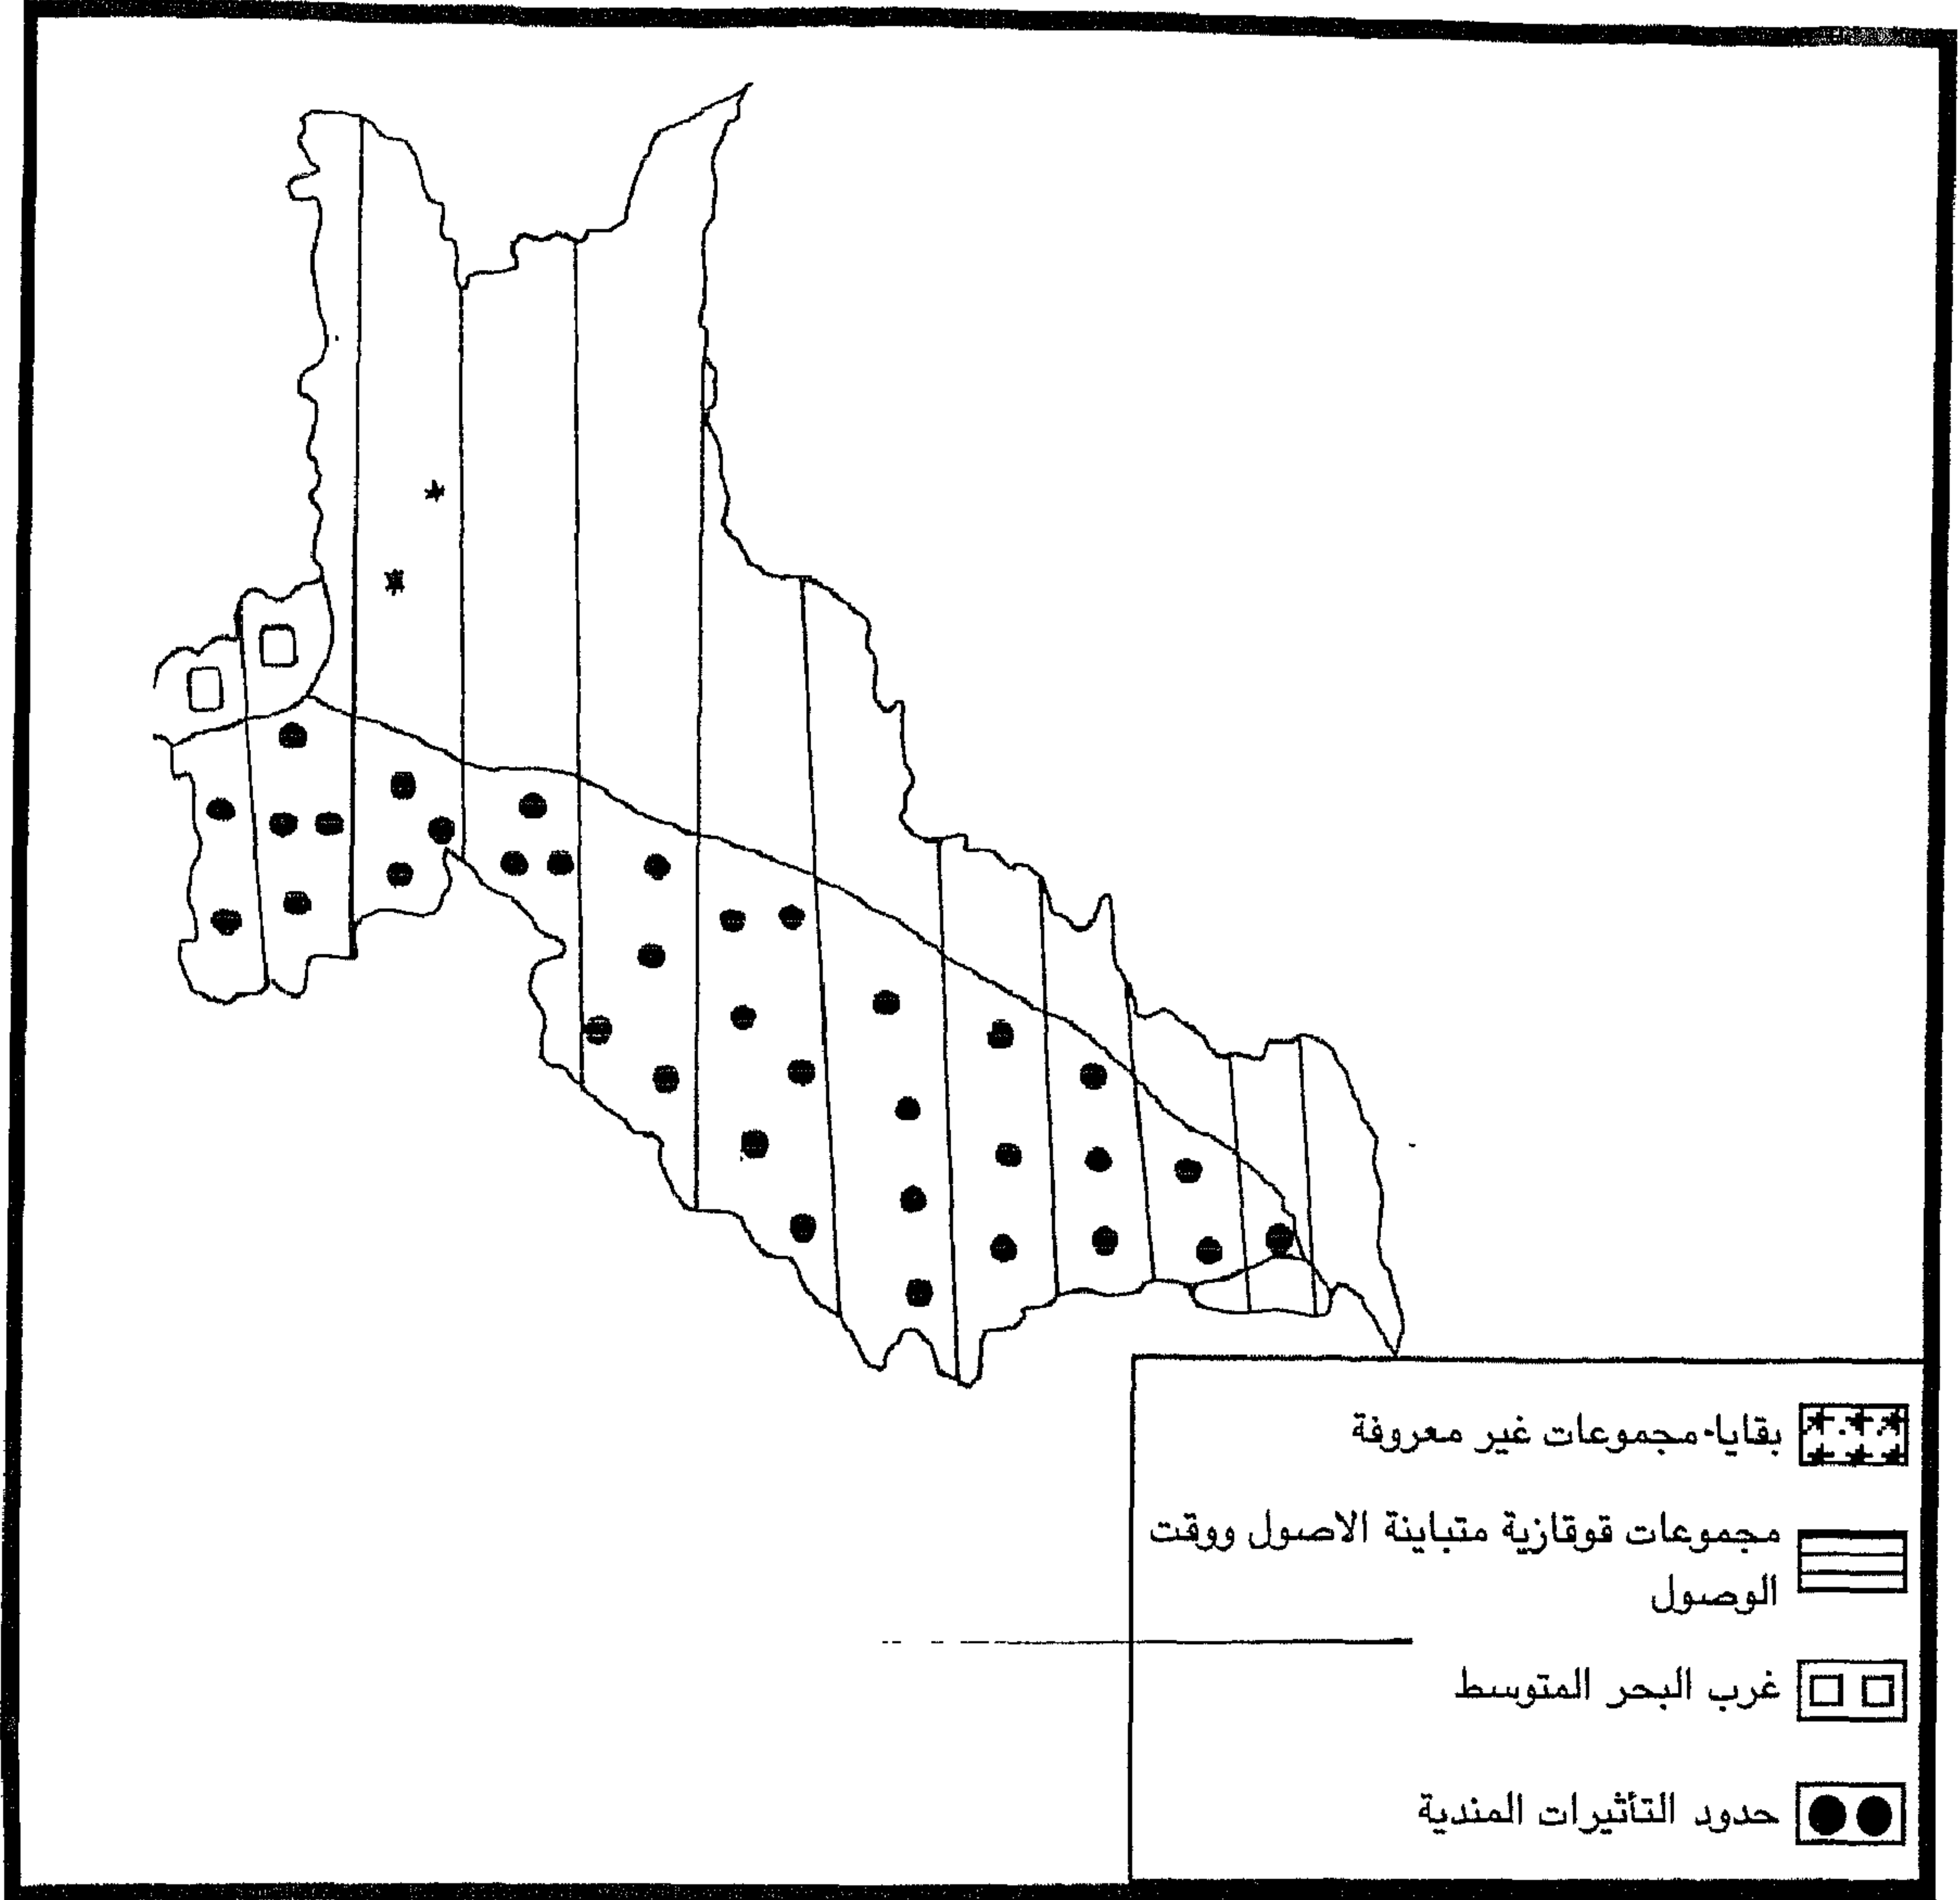 بقايا-مجموعات غير معروفة
مجموعات قوقازية متباينة الاصول ووقت
الوصول
غرب البحر المتوسط
حدود التأثيرات المندية